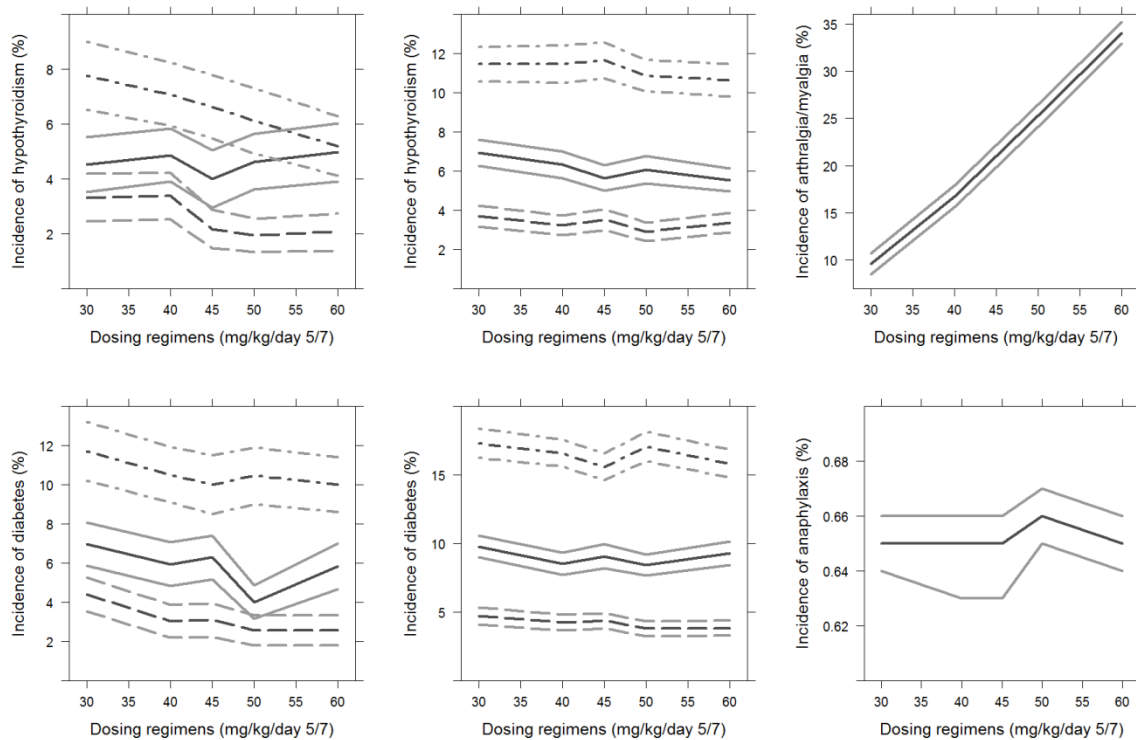 Incidence of hypothyroidism (%)
8
6
4
2
30 35 40 45 50 55 60
Dosing regimens (mg/kg/day 5/7)
Incidence of hypothyroidism (%)
12
10
8
6
4
2
30 35 40 45 50 55 60
Dosing regimens (mg/kg/day 5/7)
Incidence of arthralgia/myalgia (%)
35
30
25
20
15
10
30 35 40 45 50 55 60
Dosing regimens (mg/kg/day 5/7)
Incidence of diabetes (%)
12
10
8
6
4
2
30 35 40 45 50 55 60
Dosing regimens (mg/kg/day 5/7)
Incidence of diabetes (%)
15
10
5
30 35 40 45 50 55 60
Dosing regimens (mg/kg/day 5/7)
Incidence of anaphylaxis (%)
0.68
0.66
0.64
0.62
30 35 40 45 50 55 60
Dosing regimens (mg/kg/day 5/7)